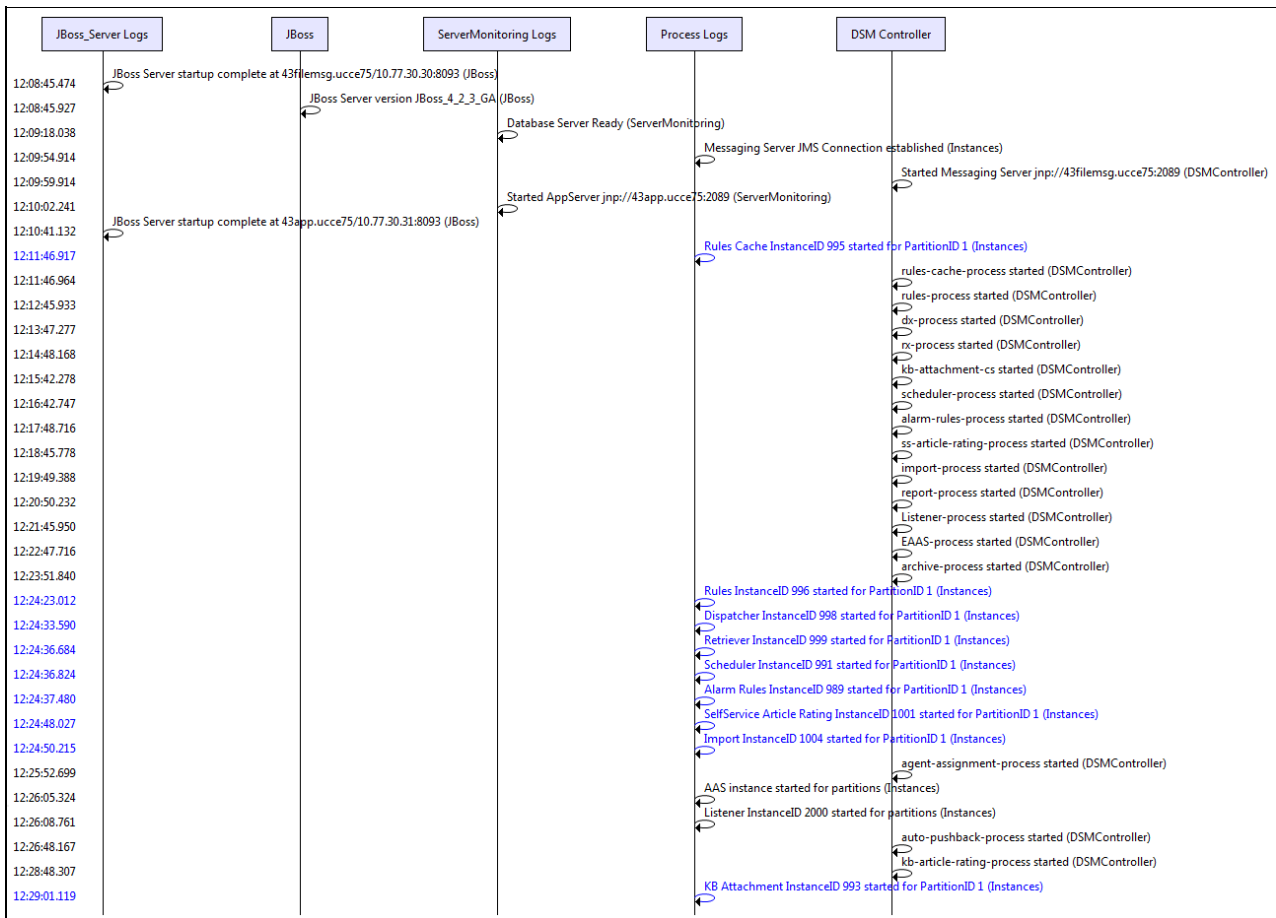 JBoss_Server Logs
JBoss
ServerMonitoring Logs
Process Logs
DSM Controller
12:08:45.474 JBoss Server startup complete at 43filemsg.ucce75/10.77.30.30:8093 (JBoss)
12:08:45.927 JBoss Server version JBoss_4_2_3_GA (JBoss)
12:09:18.038 Database Server Ready (ServerMonitoring)
12:09:54.914 Messaging Server JMS Connection established (Instances)
12:09:59.914 Started Messaging Server jnp://43filemsg.ucce75:2089 (DSMController)
12:10:02.241 Started AppServer jnp://43app.ucce75:2089 (ServerMonitoring)
12:10:41.132 JBoss Server startup complete at 43app.ucce75/10.77.30.31:8093 (JBoss)
12:11:46.917 Rules Cache InstanceID 995 started for PartitionID 1 (Instances)
12:11:46.964 rules-cache-process started (DSMController)
12:12:45.933 rules-process started (DSMController)
12:13:47.277 dx-process started (DSMController)
12:14:48.168 rx-process started (DSMController)
12:15:42.278 kb-attachment-cs started (DSMController)
12:16:42.747 scheduler-process started (DSMController)
12:17:48.716 alarm-rules-process started (DSMController)
12:18:45.778 ss-article-rating-process started (DSMController)
12:19:49.388 import-process started (DSMController)
12:20:50.232 report-process started (DSMController)
12:21:45.950 Listener-process started (DSMController)
12:22:47.716 EAAS-process started (DSMController)
12:23:51.840 archive-process started (DSMController)
12:24:23.012 Rules InstanceID 996 started for PartitionID 1 (Instances)
12:24:33.590 Dispatcher InstanceID 998 started for PartitionID 1 (Instances)
12:24:36.684 Retriever InstanceID 999 started for PartitionID 1 (Instances)
12:24:36.824 Scheduler InstanceID 991 started for PartitionID 1 (Instances)
12:24:37.480 Alarm Rules InstanceID 989 started for PartitionID 1 (Instances)
12:24:48.027 SelfService Article Rating InstanceID 1001 started for PartitionID 1 (Instances)
12:24:50.215 Import InstanceID 1004 started for PartitionID 1 (Instances)
12:25:52.699 agent-assignment-process started (DSMController)
12:26:05.324 AAS instance started for partitions (Instances)
12:26:08.761 Listener InstanceID 2000 started for partitions (Instances)
12:26:48.167 auto-pushback-process started (DSMController)
12:28:48.307 kb-article-rating-process started (DSMController)
12:29:01.119 KB Attachment InstanceID 993 started for PartitionID 1 (Instances)